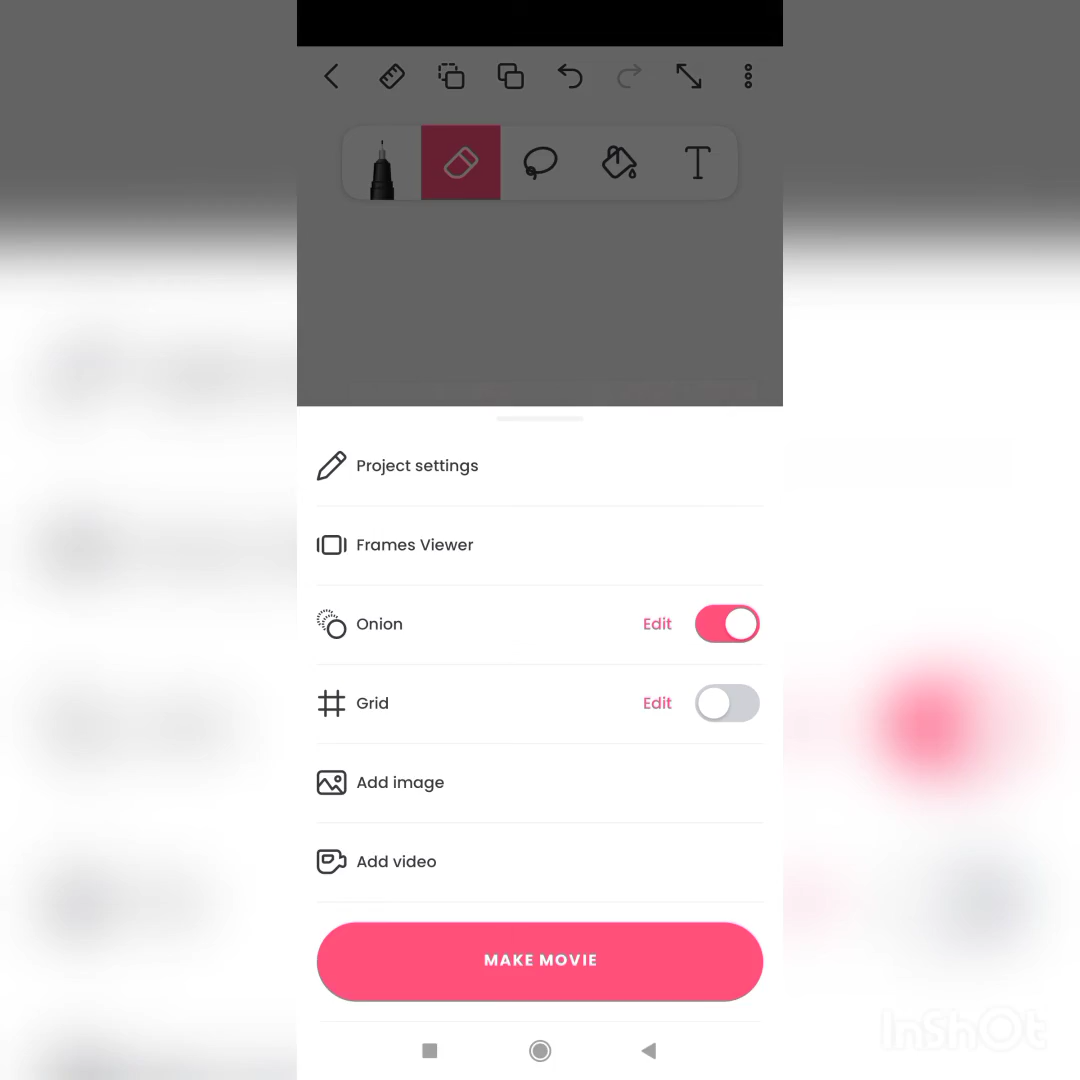 T
Project settings
Frames Viewer
Onion Edit
Grid Edit
Add image
Add video
MAKE MOVIE
InShOt